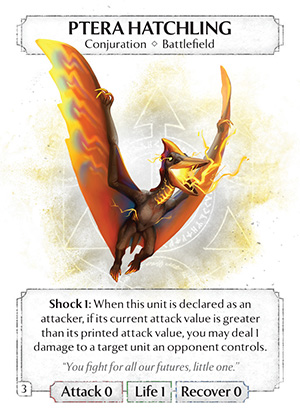 PTERA HATCHLING
Conjuration ⋄ Battlefield
Shock 1: When this unit is declared as an
attacker, if its current attack value is greater
than its printed attack value, you may deal 1
damage to a target unit an opponent controls.
"You fight for all our futures, little one."
3
Attack 0 Life 1 Recover 0